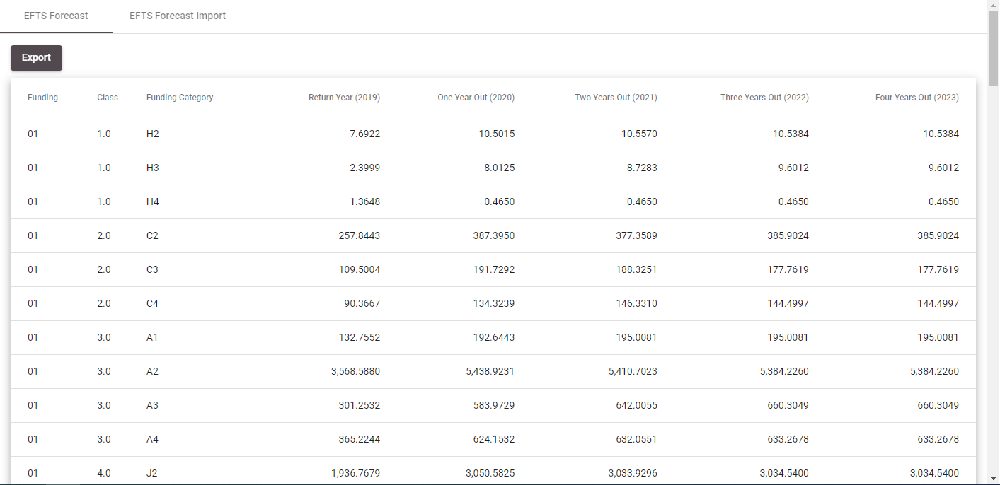 EFTS Forecast EFTS Forecast Import
Export
Funding Class Funding Category Return Year (2019) One Year Out (2020) Two Years Out (2021) Three Years Out (2022) Four Years Out (2023)
01 1.0 H2 7.6922 10.5015 10.5570 10.5384 10.5384
01 1.0 H3 2.3999 8.0125 8.7283 9.6012 9.6012
01 1.0 H4 1.3648 0.4650 0.4650 0.4650 0.4650
01 2.0 C2 257.8443 387.3950 377.3589 385.9024 385.9024
01 2.0 C3 109.5004 191.7292 188.3251 177.7619 177.7619
01 2.0 C4 90.3667 134.3239 146.3310 144.4997 144.4997
01 3.0 A1 132.7552 192.6443 195.0081 195.0081 195.0081
01 3.0 A2 3,568.5880 5,438.9231 5,410.7023 5,384.2260 5,384.2260
01 3.0 A3 301.2532 583.9729 642.0055 660.3049 660.3049
01 3.0 A4 365.2244 624.1532 632.0551 633.2678 633.2678
01 4.0 J2 1,936.7679 3,050.5825 3,033.9296 3,034.5400 3,034.5400